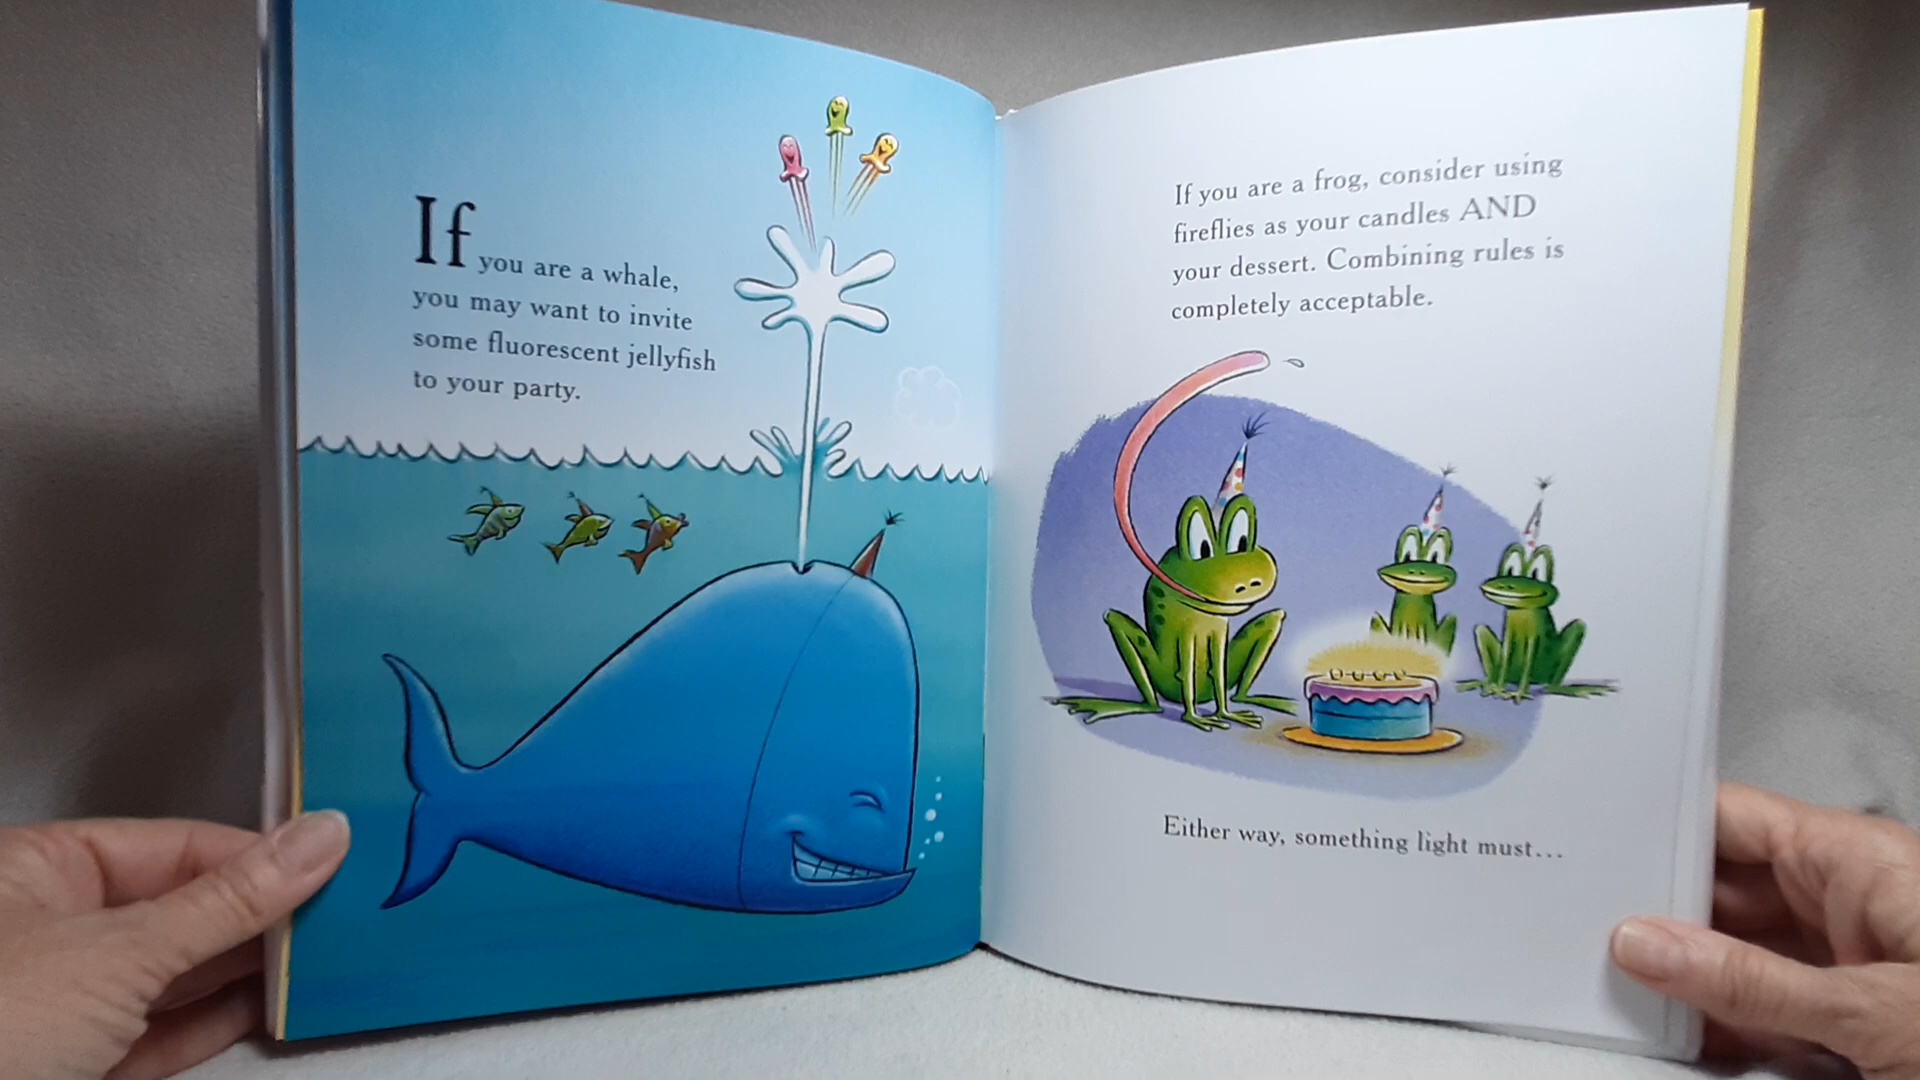 If you are a whale,
you may want to invite
some fluorescent jellyfish
to your party.
If you are a frog, consider using
fireflies as your candles AND
your dessert. Combining rules is
completely acceptable.
Either way, something light must...